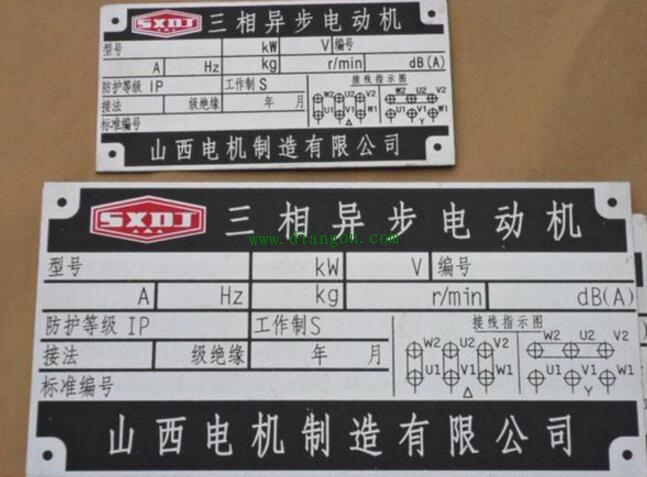 SXDJ 三相异步电动机
型号 kW V 编号
A Hz kg r/min dB(A)
防护等级 IP 工作制 S 接线指示图
接法 级绝缘 年 月
W2 U2 V2 W2 U2 V2
U1 V1 W1 U1 V1 W1
△ Y
标准编号
山西电机制造有限公司
SXDJ 三相异步电动机
www.diangon.com
型号 kW V 编号
A Hz kg r/min dB(A)
防护等级 IP 工作制S 接线指示图
接法 级绝缘 年 月
W2 U2 V2 W2 U2 V2
U1 V1 W1 U1 V1 W1
△ Y
标准编号
山西电机制造有限公司